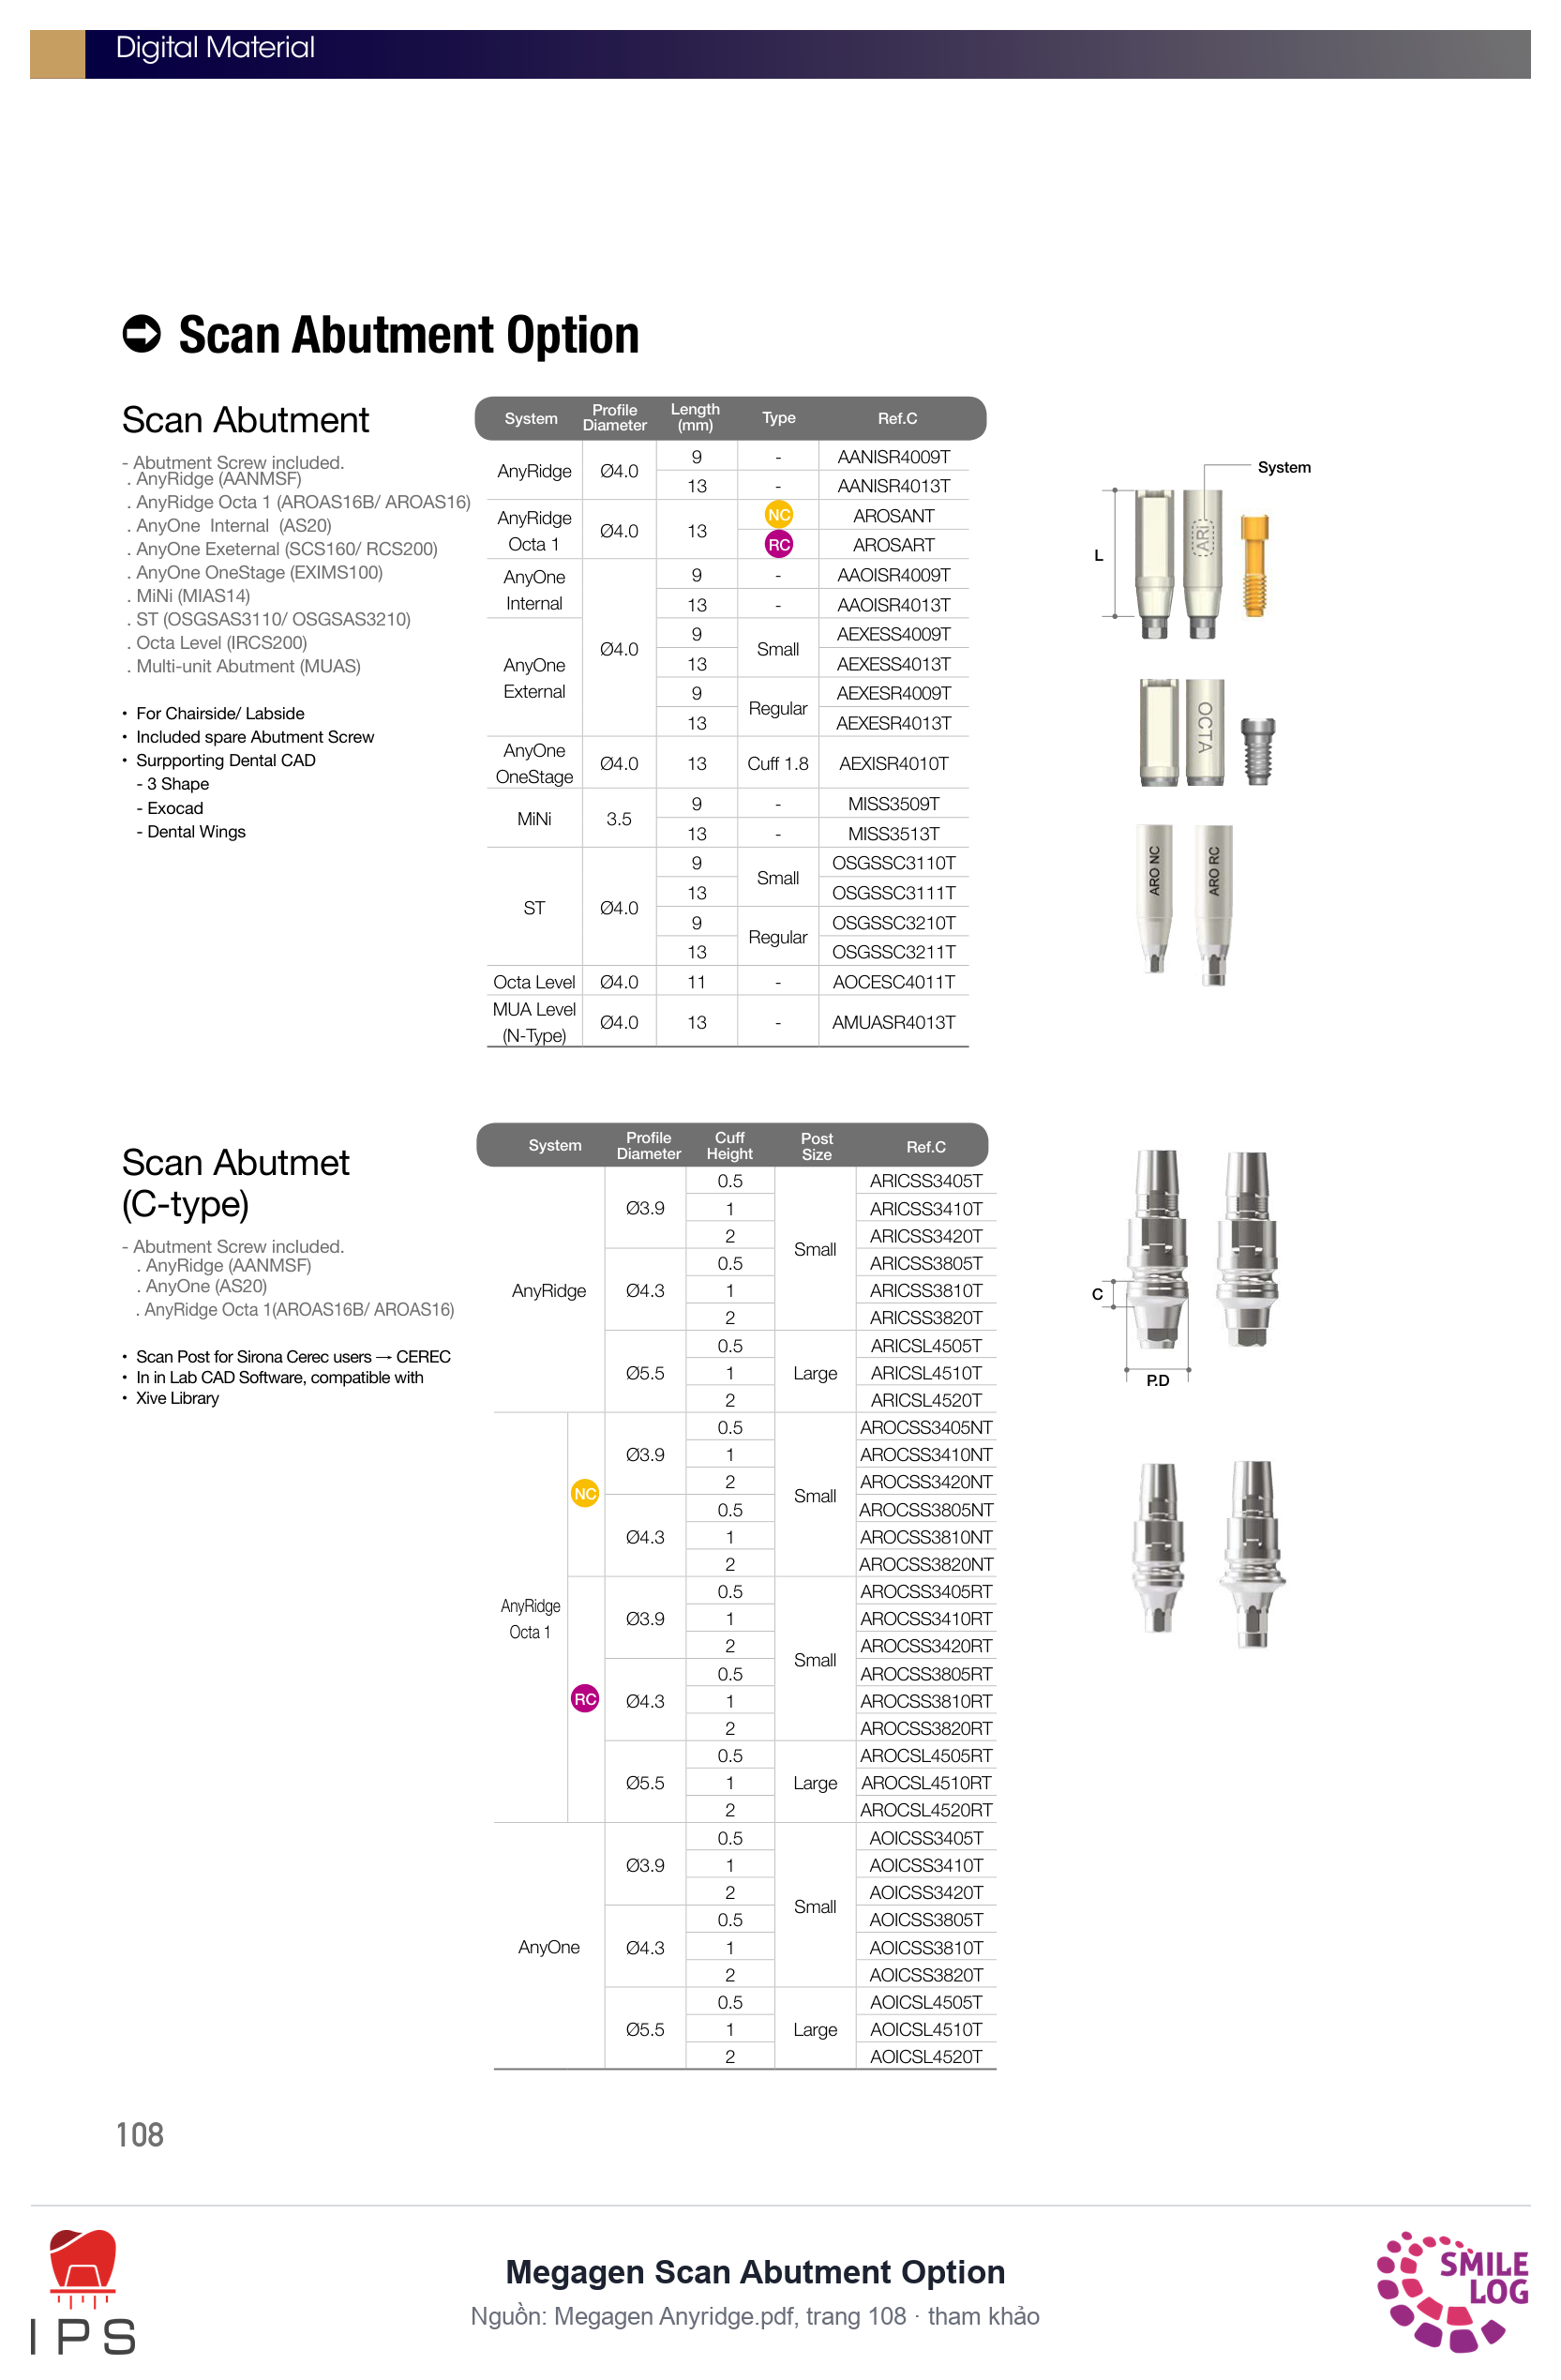 Digital Material
Scan Abutment Option
Scan Abutment
- Abutment Screw included.
. AnyRidge (AANMSF)
. AnyRidge Octa 1 (AROAS16B/ AROAS16)
. AnyOne Internal (AS20)
. AnyOne Exeternal (SCS160/ RCS200)
. AnyOne OneStage (EXIMS100)
. MiNi (MIAS14)
. ST (OSGSAS3110/ OSGSAS3210)
. Octa Level (IRCS200)
. Multi-unit Abutment (MUAS)
• For Chairside/ Labside
• Included spare Abutment Screw
• Surpporting Dental CAD
- 3 Shape
- Exocad
- Dental Wings
System Profile Diameter Length (mm) Type Ref.C
AnyRidge Ø4.0 9 - AANISR4009T
13 - AANISR4013T
AnyRidge Octa 1 Ø4.0 13 NC AROSANT
RC AROSART
AnyOne Internal Ø4.0 9 - AAOISR4009T
13 - AAOISR4013T
AnyOne External 9 Small AEXESS4009T
13 AEXESS4013T
9 Regular AEXESR4009T
13 AEXESR4013T
AnyOne OneStage Ø4.0 13 Cuff 1.8 AEXISR4010T
MiNi 3.5 9 - MISS3509T
13 - MISS3513T
ST Ø4.0 9 Small OSGSSC3110T
13 OSGSSC3111T
9 Regular OSGSSC3210T
13 OSGSSC3211T
Octa Level Ø4.0 11 - AOCESC4011T
MUA Level (N-Type) Ø4.0 13 - AMUASR4013T
System
L
ARi
OCTA
ARO NC
ARO RC
Scan Abutmet
(C-type)
- Abutment Screw included.
. AnyRidge (AANMSF)
. AnyOne (AS20)
. AnyRidge Octa 1(AROAS16B/ AROAS16)
• Scan Post for Sirona Cerec users → CEREC
• In in Lab CAD Software, compatible with
• Xive Library
System Profile Diameter Cuff Height Post Size Ref.C
AnyRidge Ø3.9 0.5 Small ARICSS3405T
1 ARICSS3410T
2 ARICSS3420T
Ø4.3 0.5 ARICSS3805T
1 ARICSS3810T
2 ARICSS3820T
Ø5.5 0.5 Large ARICSL4505T
1 ARICSL4510T
2 ARICSL4520T
AnyRidge Octa 1 NC Ø3.9 0.5 Small AROCSS3405NT
1 AROCSS3410NT
2 AROCSS3420NT
Ø4.3 0.5 AROCSS3805NT
1 AROCSS3810NT
2 AROCSS3820NT
RC Ø3.9 0.5 Small AROCSS3405RT
1 AROCSS3410RT
2 AROCSS3420RT
Ø4.3 0.5 AROCSS3805RT
1 AROCSS3810RT
2 AROCSS3820RT
Ø5.5 0.5 Large AROCSL4505RT
1 AROCSL4510RT
2 AROCSL4520RT
AnyOne Ø3.9 0.5 Small AOICSS3405T
1 AOICSS3410T
2 AOICSS3420T
Ø4.3 0.5 AOICSS3805T
1 AOICSS3810T
2 AOICSS3820T
Ø5.5 0.5 Large AOICSL4505T
1 AOICSL4510T
2 AOICSL4520T
C
P.D
108
IPS
Megagen Scan Abutment Option
Nguồn: Megagen Anyridge.pdf, trang 108 · tham khảo
SMILE
LOG